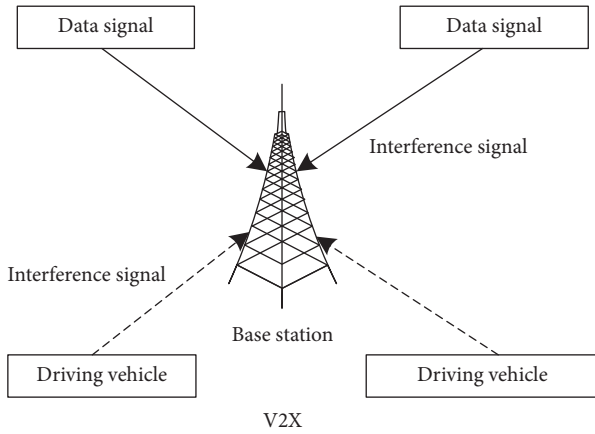 Data signal
Data signal
Interference signal
Interference signal
Base station
Driving vehicle
Driving vehicle
V2X